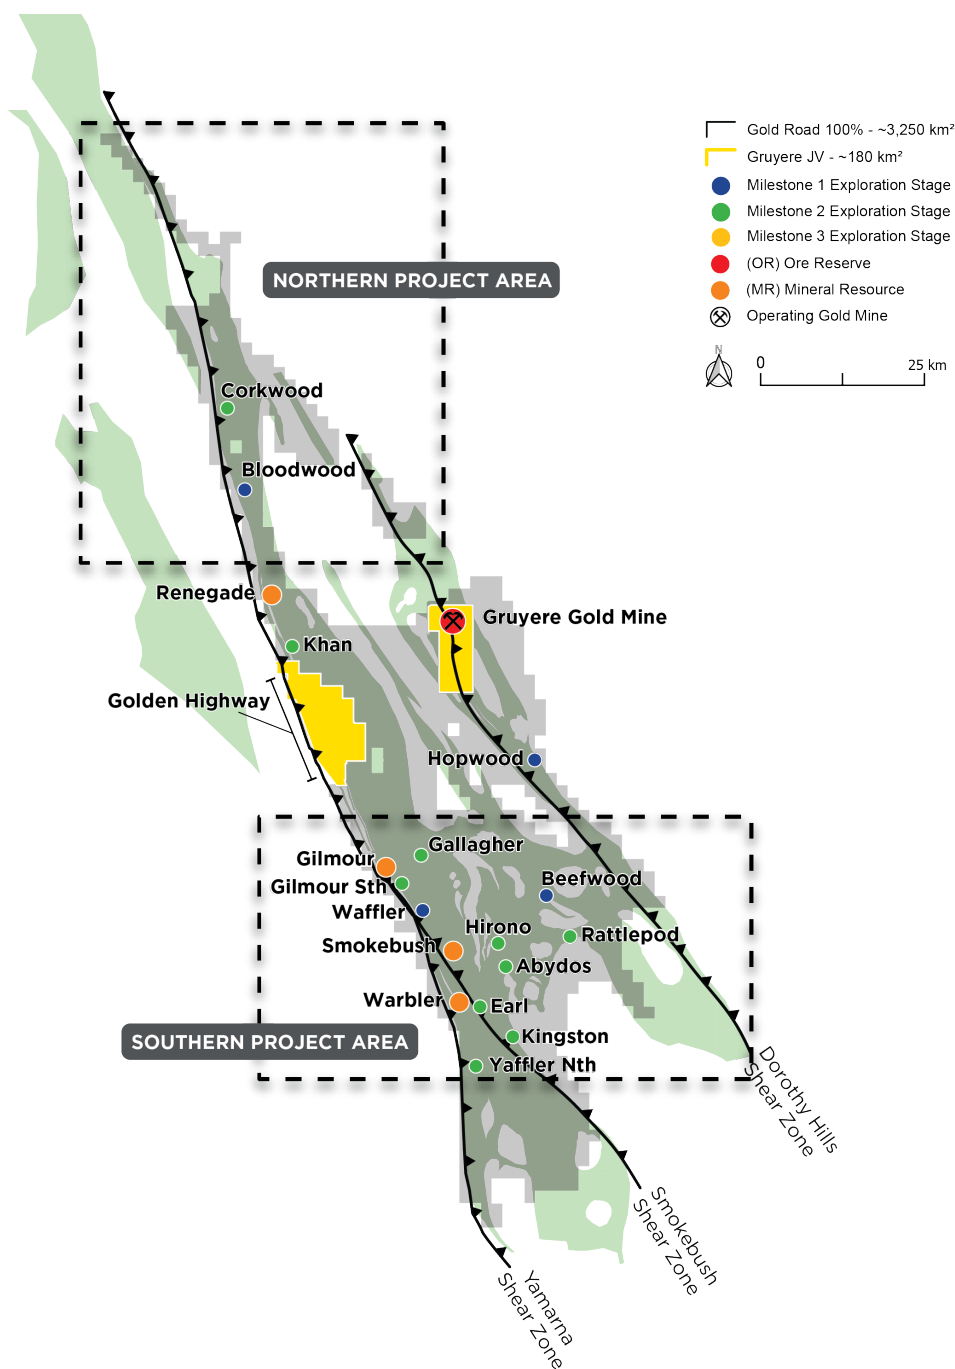 Gold Road 100% - ~3,250 km²
Gruyere JV - ~180 km²
Milestone 1 Exploration Stage
Milestone 2 Exploration Stage
Milestone 3 Exploration Stage
(OR) Ore Reserve
(MR) Mineral Resource
Operating Gold Mine
N
0
25 km
NORTHERN PROJECT AREA
Corkwood
Bloodwood
Renegade
Gruyere Gold Mine
Khan
Golden Highway
Hopwood
Gallagher
Gilmour
Gilmour Sth
Beefwood
Waffler
Hirono
Rattlepod
Smokebush
Abydos
Warbler
Earl
Kingston
SOUTHERN PROJECT AREA
Yaffler Nth
Dorothy Hills
Shear Zone
Smokebush
Shear Zone
Yamarna
Shear Zone